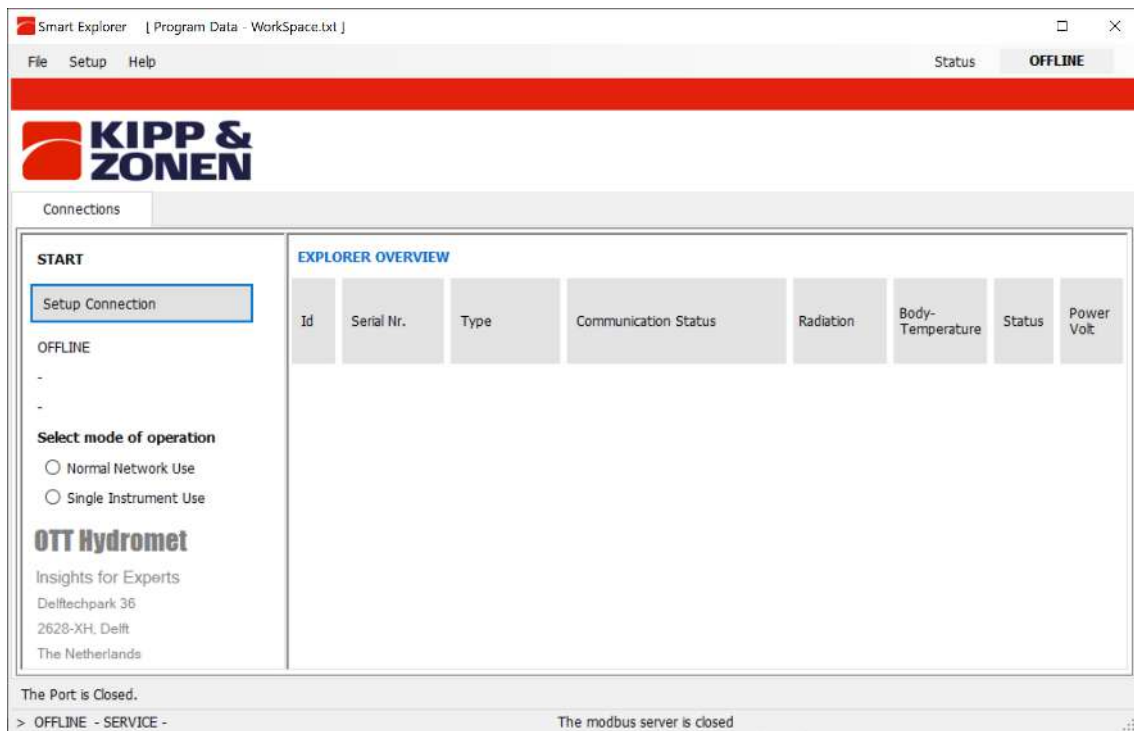 Smart Explorer [ Program Data - WorkSpace.txt ]
File Setup Help Status OFFLINE
KIPP &
ZONEN
Connections
START
Setup Connection
OFFLINE
-
-
Select mode of operation
Normal Network Use
Single Instrument Use
OTT Hydromet
Insights for Experts
Delftechpark 36
2628-XH, Delft
The Netherlands
EXPLORER OVERVIEW
Id Serial Nr. Type Communication Status Radiation Body-Temperature Status Power Volt
The Port is Closed.
> OFFLINE - SERVICE - The modbus server is closed